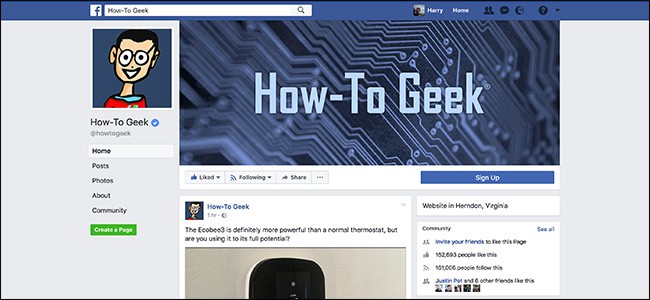 How-To Geek
Harry
Home
How-To Geek®
How-To Geek
@howtogeek
Home
Posts
Photos
About
Community
Create a Page
Liked
Following
Share
Sign Up
How-To Geek
1 hr ·
The Ecobee3 is definitely more powerful than a normal thermostat, but
are you using it to its full potential?
Website in Herndon, Virginia
Community
See all
Invite your friends to like this Page
152,693 people like this
151,006 people follow this
Justin Pot and 6 other friends like this